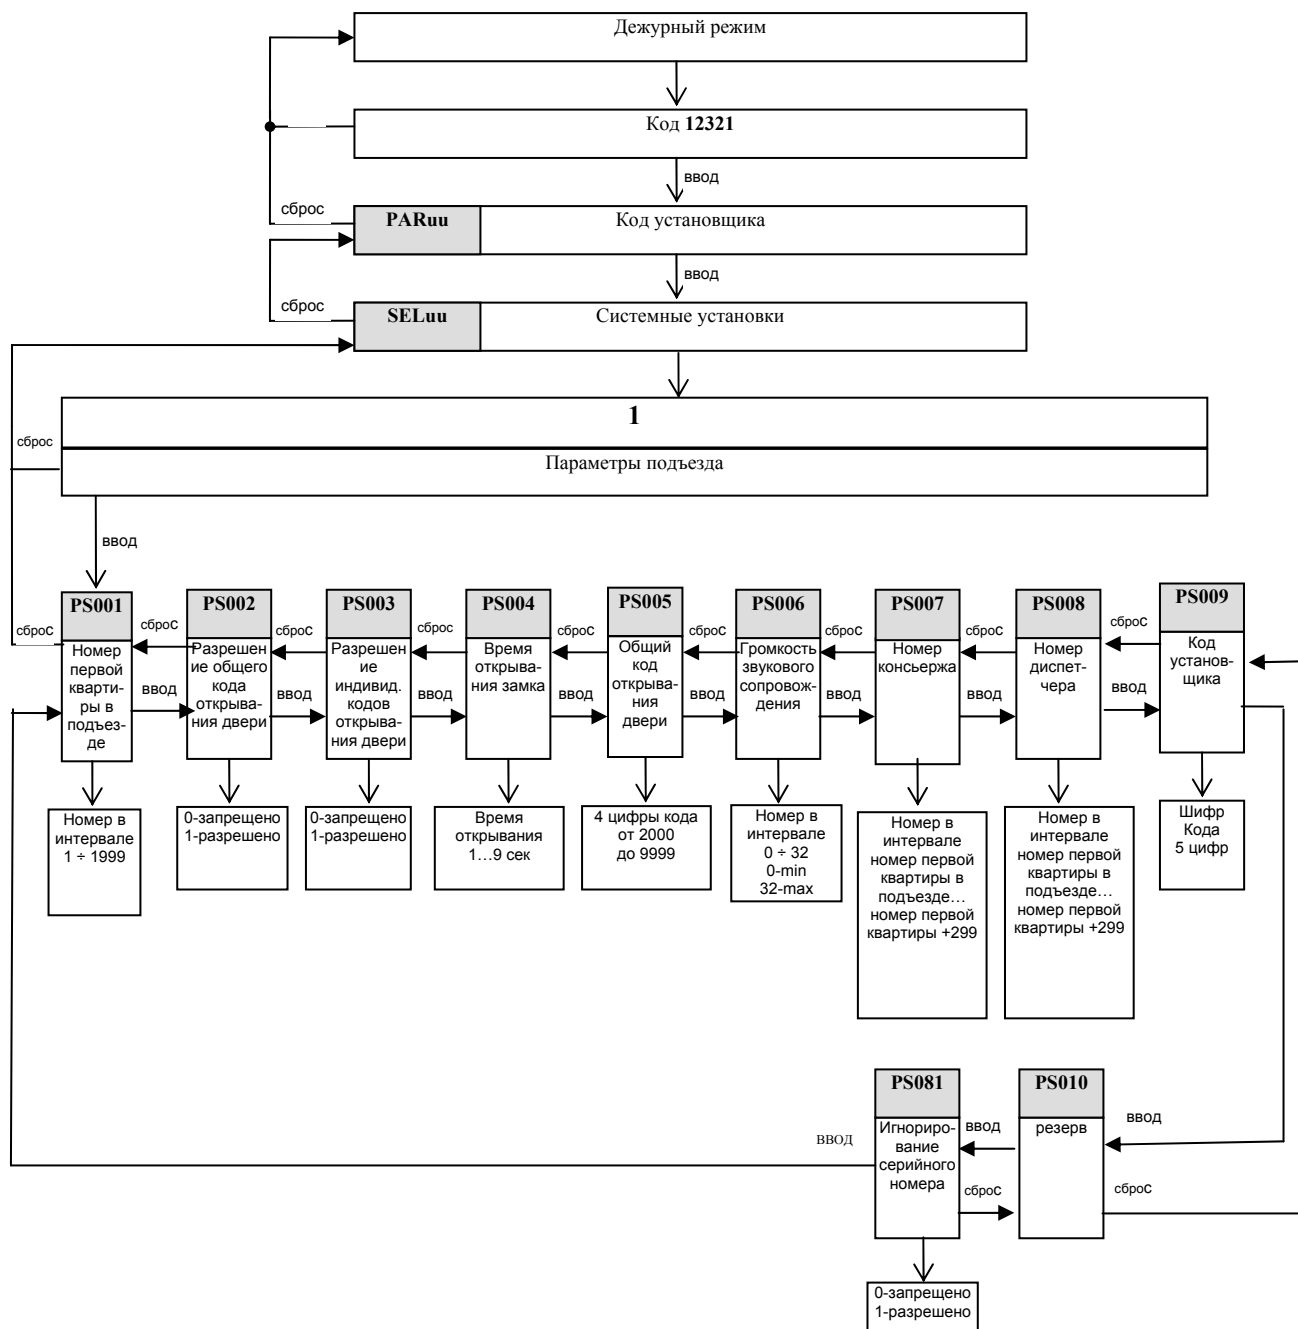 Дежурный режим
Код 12321
ввод
сброс
PARuu
Код установщика
ввод
сброс
SELuu
Системные установки
1
сброс
Параметры подъезда
ввод
PS001
Номер
первой
кварти-
ры в
подъез-
де
Номер в
интервале
1 ÷ 1999
сброс
сброс
ввод
PS002
Разрешен
ие общего
кода
открыва-
ния двери
0-запрещено
1-разрешено
сброс
ввод
PS003
Разрешен
ие
индивид.
кодов
открыва-
ния двери
0-запрещено
1-разрешено
сброс
ввод
PS004
Время
открыва-
ния замка
Время
открывания
1...9 сек
сброс
ввод
PS005
Общий
код
открыва-
ния
двери
4 цифры кода
от 2000
до 9999
сброс
ввод
PS006
Громкость
звукового
сопровож-
дения
Номер в
интервале
0 ÷ 32
0-min
32-max
сброс
ввод
PS007
Номер
консьержа
Номер в
интервале
номер первой
квартиры в
подъезде…
номер первой
квартиры +299
сброс
ввод
PS008
Номер
диспет-
чера
Номер в
интервале
номер первой
квартиры в
подъезде…
номер первой
квартиры +299
сброс
ввод
PS009
Код
установ-
щика
Шифр
Кода
5 цифр
PS081
Игнориро-
вание
серийного
номера
0-запрещено
1-разрешено
ввод
ввод
сброс
PS010
резерв
ввод
сброс